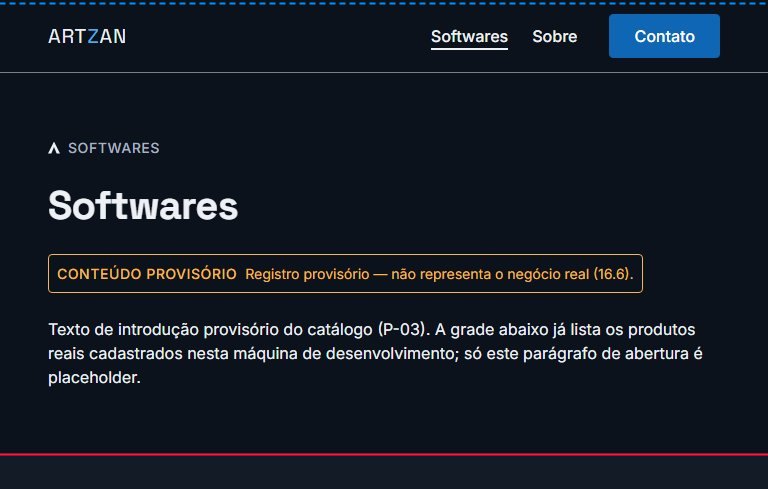 ARTZAN
Softwares Sobre Contato
SOFTWARES
Softwares
CONTEÚDO PROVISÓRIO Registro provisório — não representa o negócio real (16.6).
Texto de introdução provisório do catálogo (P-03). A grade abaixo já lista os produtos
reais cadastrados nesta máquina de desenvolvimento; só este parágrafo de abertura é
placeholder.